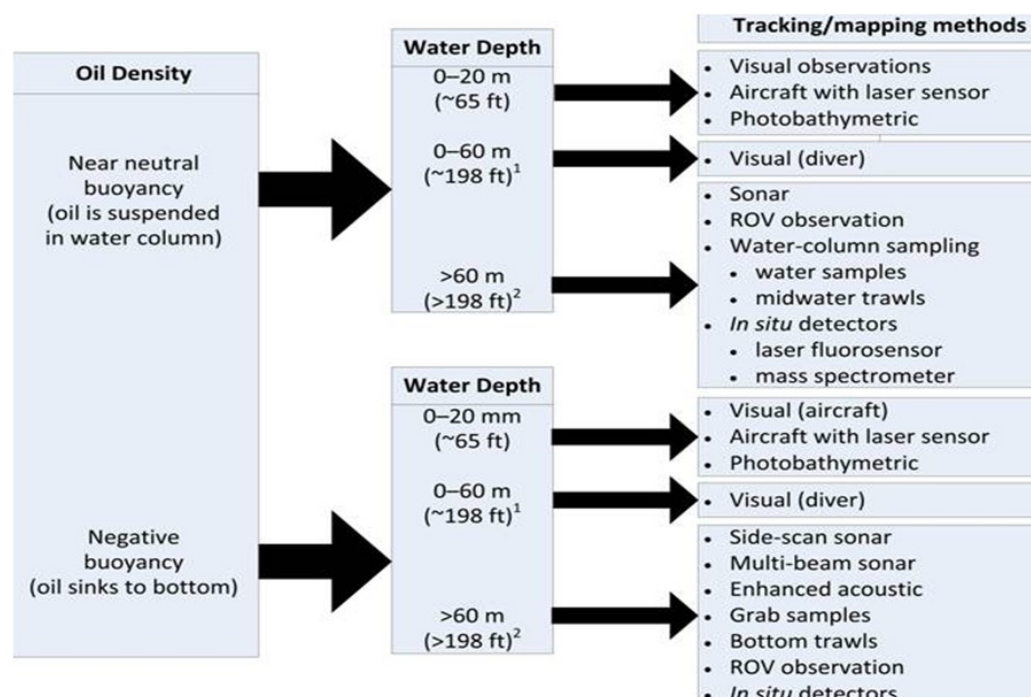 Oil Density
Near neutral
buoyancy
(oil is suspended
in water column)
Negative
buoyancy
(oil sinks to bottom)
Water Depth
0–20 m
(~65 ft)
0–60 m
(~198 ft)1
>60 m
(>198 ft)2
Water Depth
0–20 mm
(~65 ft)
0–60 m
(~198 ft)1
>60 m
(>198 ft)2
Tracking/mapping methods
• Visual observations
• Aircraft with laser sensor
• Photobathymetric
• Visual (diver)
• Sonar
• ROV observation
• Water-column sampling
• water samples
• midwater trawls
• In situ detectors
• laser fluorosensor
• mass spectrometer
• Visual (aircraft)
• Aircraft with laser sensor
• Photobathymetric
• Visual (diver)
• Side-scan sonar
• Multi-beam sonar
• Enhanced acoustic
• Grab samples
• Bottom trawls
• ROV observation
• In situ detectors